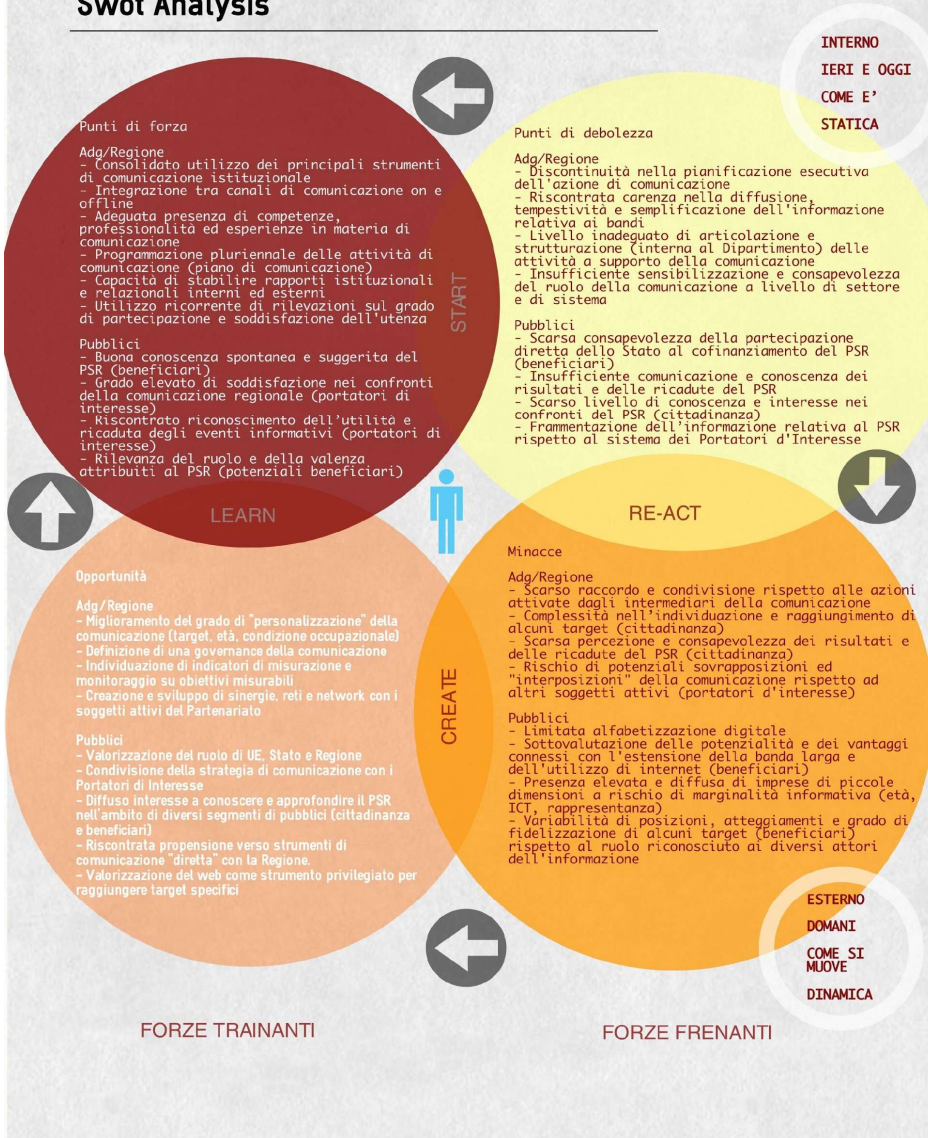 Swot Analysis
INTERNO
IERI E OGGI
COME E'
STATICA
Punti di forza
Adg/Regione
- Consolidato utilizzo dei principali strumenti
di comunicazione istituzionale
- Integrazione tra canali di comunicazione on e
offline
- Adeguata presenza di competenze,
professionalità ed esperienze in materia di
comunicazione
- Programmazione pluriennale delle attività di
comunicazione (piano di comunicazione)
- Capacità di stabilire rapporti istituzionali
e relazionali interni ed esterni
- Utilizzo ricorrente di rilevazioni sul grado
di partecipazione e soddisfazione dell'utenza
Pubblici
- Buona conoscenza spontanea e suggerita del
PSR (beneficiari)
- Grado elevato di soddisfazione nei confronti
della comunicazione regionale (portatori di
interesse)
- Riscontrato riconoscimento dell'utilità e
ricaduta degli eventi informativi (portatori di
interesse)
- Rilevanza del ruolo e della valenza
attribuiti al PSR (potenziali beneficiari)
START
Punti di debolezza
Adg/Regione
- Discontinuità nella pianificazione esecutiva
dell'azione di comunicazione
- Riscontrata carenza nella diffusione,
tempestività e semplificazione dell'informazione
relativa ai bandi
- Livello inadeguato di articolazione e
strutturazione (interna al Dipartimento) delle
attività a supporto della comunicazione
- Insufficiente sensibilizzazione e consapevolezza
del ruolo della comunicazione a livello di settore
e di sistema
Pubblici
- Scarsa consapevolezza della partecipazione
diretta dello Stato al cofinanziamento del PSR
(beneficiari)
- Insufficiente comunicazione e conoscenza dei
risultati e delle ricadute del PSR
- Scarso livello di conoscenza e interesse nei
confronti del PSR (cittadinanza)
- Frammentazione dell'informazione relativa al PSR
rispetto al sistema dei Portatori d'Interesse
LEARN
RE-ACT
Opportunità
Adg/Regione
- Miglioramento del grado di "personalizzazione" della
comunicazione (target, età, condizione occupazionale)
- Definizione di una governance della comunicazione
- Individuazione di indicatori di misurazione e
monitoraggio su obiettivi misurabili
- Creazione e sviluppo di sinergie, reti e network con i
soggetti attivi del Partenariato
Pubblici
- Valorizzazione del ruolo di UE, Stato e Regione
- Condivisione della strategia di comunicazione con i
Portatori di Interesse
- Diffuso interesse a conoscere e approfondire il PSR
nell'ambito di diversi segmenti di pubblici (cittadinanza
e beneficiari)
- Riscontrata propensione verso strumenti di
comunicazione "diretta" con la Regione.
- Valorizzazione del web come strumento privilegiato per
raggiungere target specifici
CREATE
Minacce
Adg/Regione
- Scarso raccordo e condivisione rispetto alle azioni
attivate dagli intermediari della comunicazione
- Complessità nell'individuazione e raggiungimento di
alcuni target (cittadinanza)
- Scarsa percezione e consapevolezza dei risultati e
delle ricadute del PSR (cittadinanza)
- Rischio di potenziali sovrapposizioni ed
"interposizioni" della comunicazione rispetto ad
altri soggetti attivi (portatori d'interesse)
Pubblici
- Limitata alfabetizzazione digitale
- Sottovalutazione delle potenzialità e dei vantaggi
connessi con l'estensione della banda larga e
dell'utilizzo di internet (beneficiari)
- Presenza elevata e diffusa di imprese di piccole
dimensioni a rischio di marginalità informativa (età,
ICT, rappresentanza)
- Variabilità di posizioni, atteggiamenti e grado di
fidelizzazione di alcuni target (beneficiari)
rispetto al ruolo riconosciuto ai diversi attori
dell'informazione
ESTERNO
DOMANI
COME SI
MUOVE
DINAMICA
FORZE TRAINANTI
FORZE FRENANTI